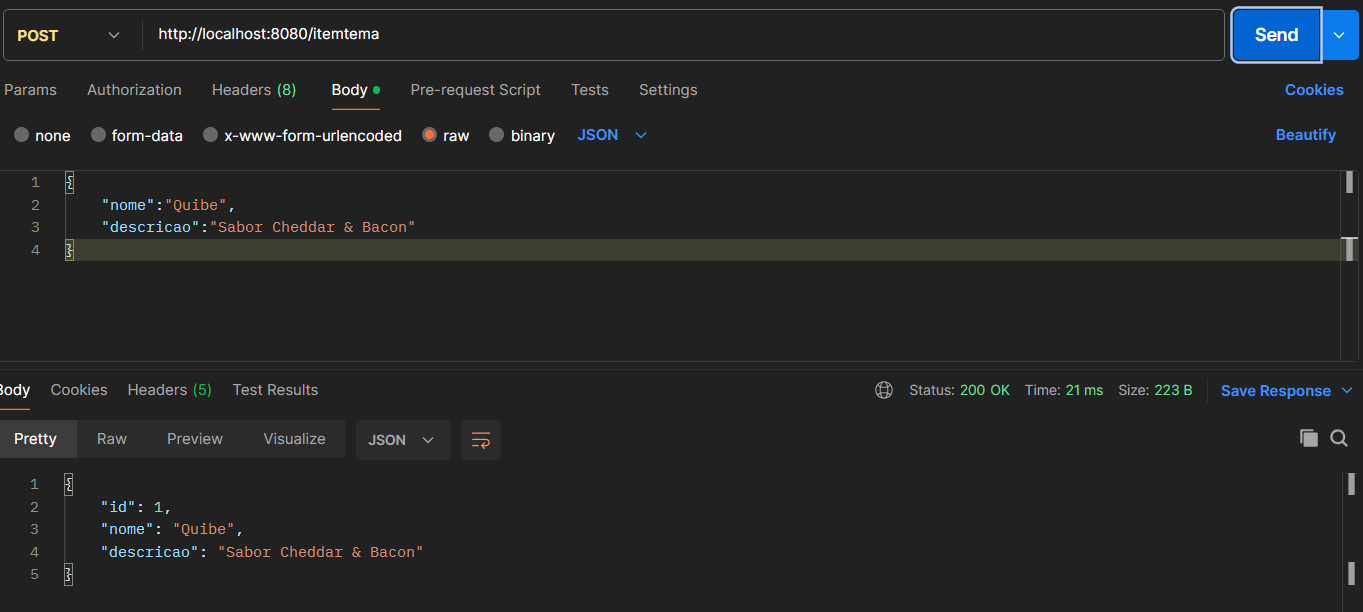 POST http://localhost:8080/itemtema Send
Params Authorization Headers (8) Body Pre-request Script Tests Settings Cookies
none form-data x-www-form-urlencoded raw binary JSON Beautify
1 {
2 "nome":"Quibe",
3 "descricao":"Sabor Cheddar & Bacon"
4 }
Body Cookies Headers (5) Test Results Status: 200 OK Time: 21 ms Size: 223 B Save Response
Pretty Raw Preview Visualize JSON
1 {
2 "id": 1,
3 "nome": "Quibe",
4 "descricao": "Sabor Cheddar & Bacon"
5 }